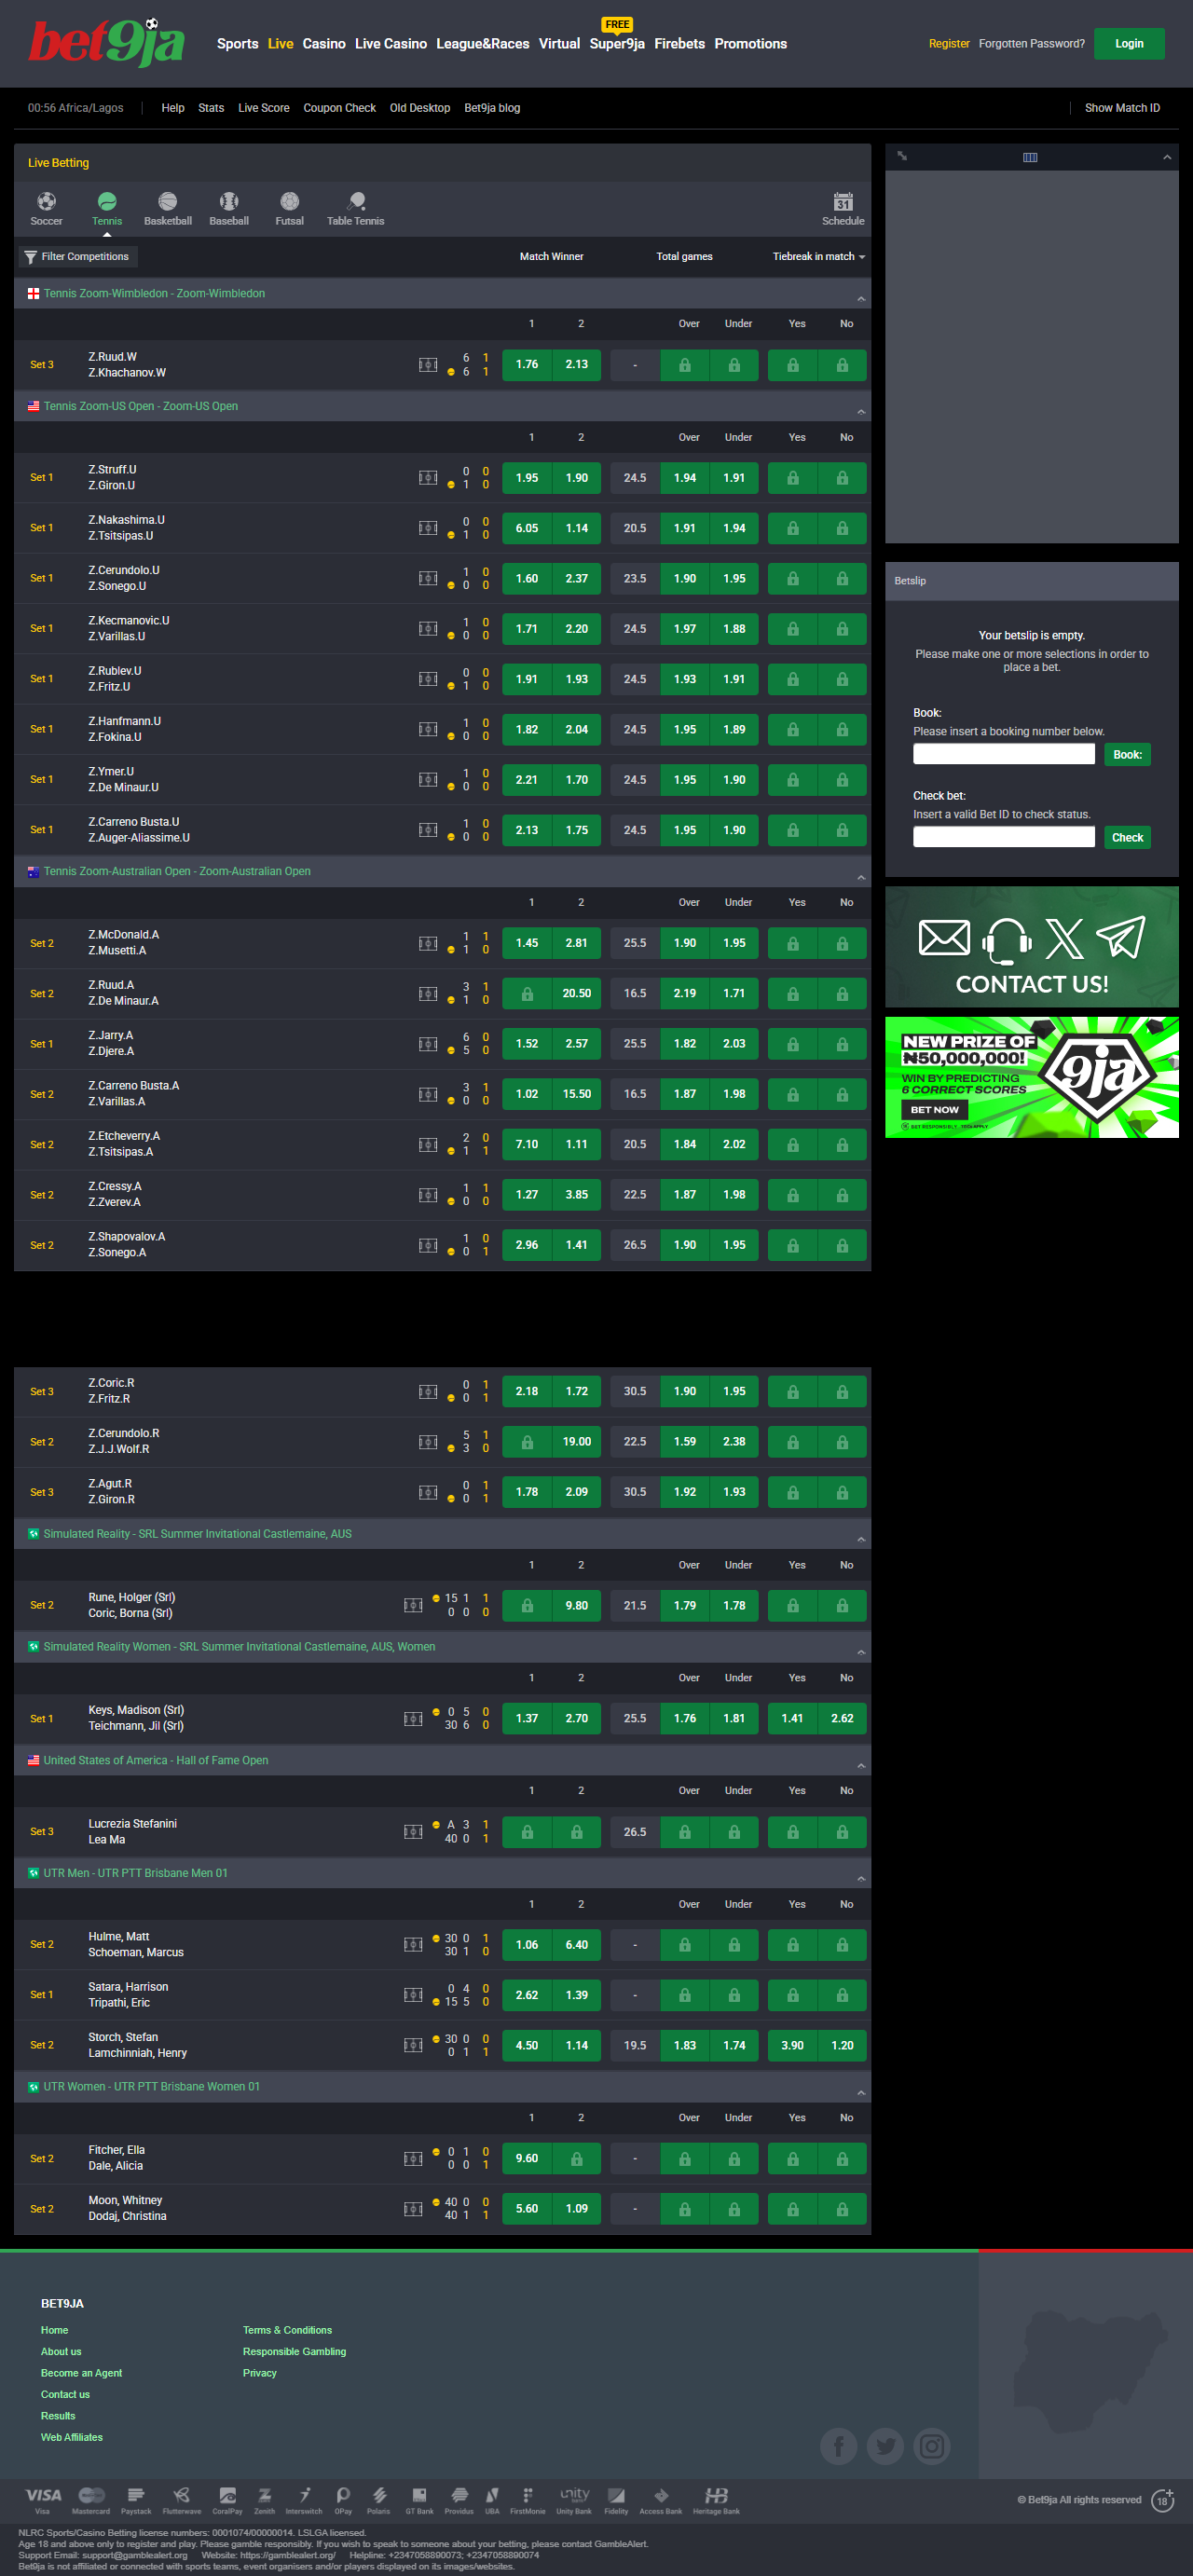 bet9ja
Sports Live Casino Live Casino League&Races Virtual Super9ja Firebets Promotions
FREE
Register Forgotten Password? Login
00:56 Africa/Lagos Help Stats Live Score Coupon Check Old Desktop Bet9ja blog Show Match ID
Live Betting
Soccer Tennis Basketball Baseball Futsal Table Tennis 31 Schedule
Filter Competitions Match Winner Total games Tiebreak in match
Tennis Zoom-Wimbledon - Zoom-Wimbledon
1 2 Over Under Yes No
Z.Ruud.W 6 1
Set 3 1.76 2.13 -
Z.Khachanov.W 6 1
Tennis Zoom-US Open - Zoom-US Open
1 2 Over Under Yes No
Z.Struff.U 0 0
Set 1 1.95 1.90 24.5 1.94 1.91
Z.Giron.U 1 0
Z.Nakashima.U 0 0
Set 1 6.05 1.14 20.5 1.91 1.94
Z.Tsitsipas.U 1 0
Z.Cerundolo.U 1 0
Set 1 1.60 2.37 23.5 1.90 1.95
Z.Sonego.U 0 0
Z.Kecmanovic.U 1 0
Set 1 1.71 2.20 24.5 1.97 1.88
Z.Varillas.U 0 0
Z.Rublev.U 0 0
Set 1 1.91 1.93 24.5 1.93 1.91
Z.Fritz.U 1 0
Z.Hanfmann.U 1 0
Set 1 1.82 2.04 24.5 1.95 1.89
Z.Fokina.U 0 0
Z.Ymer.U 1 0
Set 1 2.21 1.70 24.5 1.95 1.90
Z.De Minaur.U 0 0
Z.Carreno Busta.U 1 0
Set 1 2.13 1.75 24.5 1.95 1.90
Z.Auger-Aliassime.U 0 0
Tennis Zoom-Australian Open - Zoom-Australian Open
1 2 Over Under Yes No
Z.McDonald.A 1 1
Set 2 1.45 2.81 25.5 1.90 1.95
Z.Musetti.A 1 0
Z.Ruud.A 3 1
Set 2 20.50 16.5 2.19 1.71
Z.De Minaur.A 1 0
Z.Jarry.A 6 0
Set 1 1.52 2.57 25.5 1.82 2.03
Z.Djere.A 5 0
Z.Carreno Busta.A 3 1
Set 2 1.02 15.50 16.5 1.87 1.98
Z.Varillas.A 0 0
Z.Etcheverry.A 2 0
Set 2 7.10 1.11 20.5 1.84 2.02
Z.Tsitsipas.A 1 1
Z.Cressy.A 1 1
Set 2 1.27 3.85 22.5 1.87 1.98
Z.Zverev.A 0 0
Z.Shapovalov.A 1 0
Set 2 2.96 1.41 26.5 1.90 1.95
Z.Sonego.A 0 1
Z.Coric.R 0 1
Set 3 2.18 1.72 30.5 1.90 1.95
Z.Fritz.R 0 1
Z.Cerundolo.R 5 1
Set 2 19.00 22.5 1.59 2.38
Z.J.J.Wolf.R 3 0
Z.Agut.R 0 1
Set 3 1.78 2.09 30.5 1.92 1.93
Z.Giron.R 0 1
Simulated Reality - SRL Summer Invitational Castlemaine, AUS
1 2 Over Under Yes No
Rune, Holger (Srl) 15 1 1
Set 2 9.80 21.5 1.79 1.78
Coric, Borna (Srl) 0 0 0
Simulated Reality Women - SRL Summer Invitational Castlemaine, AUS, Women
1 2 Over Under Yes No
Keys, Madison (Srl) 0 5 0
Set 1 1.37 2.70 25.5 1.76 1.81 1.41 2.62
Teichmann, Jil (Srl) 30 6 0
United States of America - Hall of Fame Open
1 2 Over Under Yes No
Lucrezia Stefanini A 3 1
Set 3 26.5
Lea Ma 40 0 1
UTR Men - UTR PTT Brisbane Men 01
1 2 Over Under Yes No
Hulme, Matt 30 0 1
Set 2 1.06 6.40 -
Schoeman, Marcus 30 1 0
Satara, Harrison 0 4 0
Set 1 2.62 1.39 -
Tripathi, Eric 15 5 0
Storch, Stefan 30 0 0
Set 2 4.50 1.14 19.5 1.83 1.74 3.90 1.20
Lamchinniah, Henry 0 1 1
UTR Women - UTR PTT Brisbane Women 01
1 2 Over Under Yes No
Fitcher, Ella 0 1 0
Set 2 9.60 -
Dale, Alicia 0 0 1
Moon, Whitney 40 0 0
Set 2 5.60 1.09 -
Dodaj, Christina 40 1 1
Betslip
Your betslip is empty.
Please make one or more selections in order to
place a bet.
Book:
Please insert a booking number below.
Book:
Check bet:
Insert a valid Bet ID to check status.
Check
CONTACT US!
NEW PRIZE OF
₦50,000,000!
WIN BY PREDICTING
6 CORRECT SCORES
BET NOW
BET RESPONSIBLY. T&Cs APPLY
9ja
BET9JA
Home Terms & Conditions
About us Responsible Gambling
Become an Agent Privacy
Contact us
Results
Web Affiliates
VISA HB unity
Visa Mastercard Paystack Flutterwave CoralPay Zenith Interswitch OPay Polaris GT Bank Providus UBA FirstMonie Unity Bank Fidelity Access Bank Heritage Bank
© Bet9ja All rights reserved 18+
NLRC Sports/Casino Betting license numbers: 0001074/00000014. LSLGA licensed.
Age 18 and above only to register and play. Please gamble responsibly. If you wish to speak to someone about your betting, please contact GambleAlert.
Support Email: support@gamblealert.org Website: https://gamblealert.org/ Helpline: +2347058890073; +2347058890074
Bet9ja is not affiliated or connected with sports teams, event organisers and/or players displayed on its images/websites.